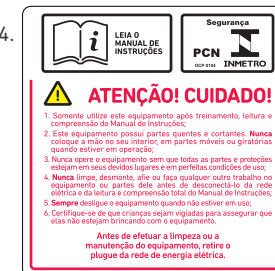 4.
LEIA O
MANUAL DE
INSTRUÇÕES
Segurança
PCN
OCP 0104
INMETRO
ATENÇÃO! CUIDADO!
1. Somente utilize este equipamento após treinamento, leitura e
compreensão do Manual de Instruções;
2. Este equipamento possui partes quentes e cortantes. Nunca
coloque a mão no seu interior, em partes móveis ou giratórias
quando estiver em operação;
3. Nunca opere o equipamento sem que todas as partes e proteções
estejam em seus devidos lugares e em perfeitas condições de uso;
4. Nunca limpe, desmonte, afie ou faça qualquer outro trabalho no
equipamento ou partes dele antes de desconectá-lo da rede
elétrica e da leitura e compreensão total do Manual de Instruções;
5. Sempre desligue o equipamento quando não estiver em uso;
6. Certifique-se de que crianças sejam vigiadas para assegurar que
elas não estejam brincando com o equipamento.
Antes de efetuar a limpeza ou a
manutenção do equipamento, retire o
plugue da rede de energia elétrica.